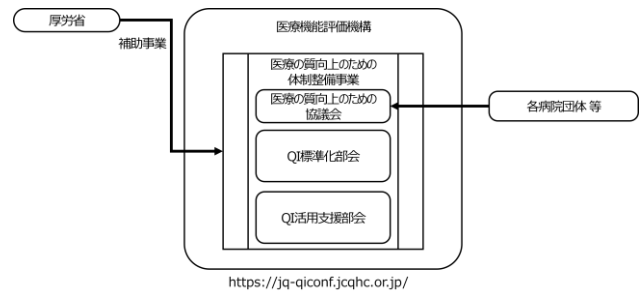 厚労省
補助事業
医療機能評価機構
医療の質向上のための
体制整備事業
医療の質向上のための
協議会
各病院団体 等
QI標準化部会
QI活用支援部会
https://jq-qiconf.jcqhc.or.jp/